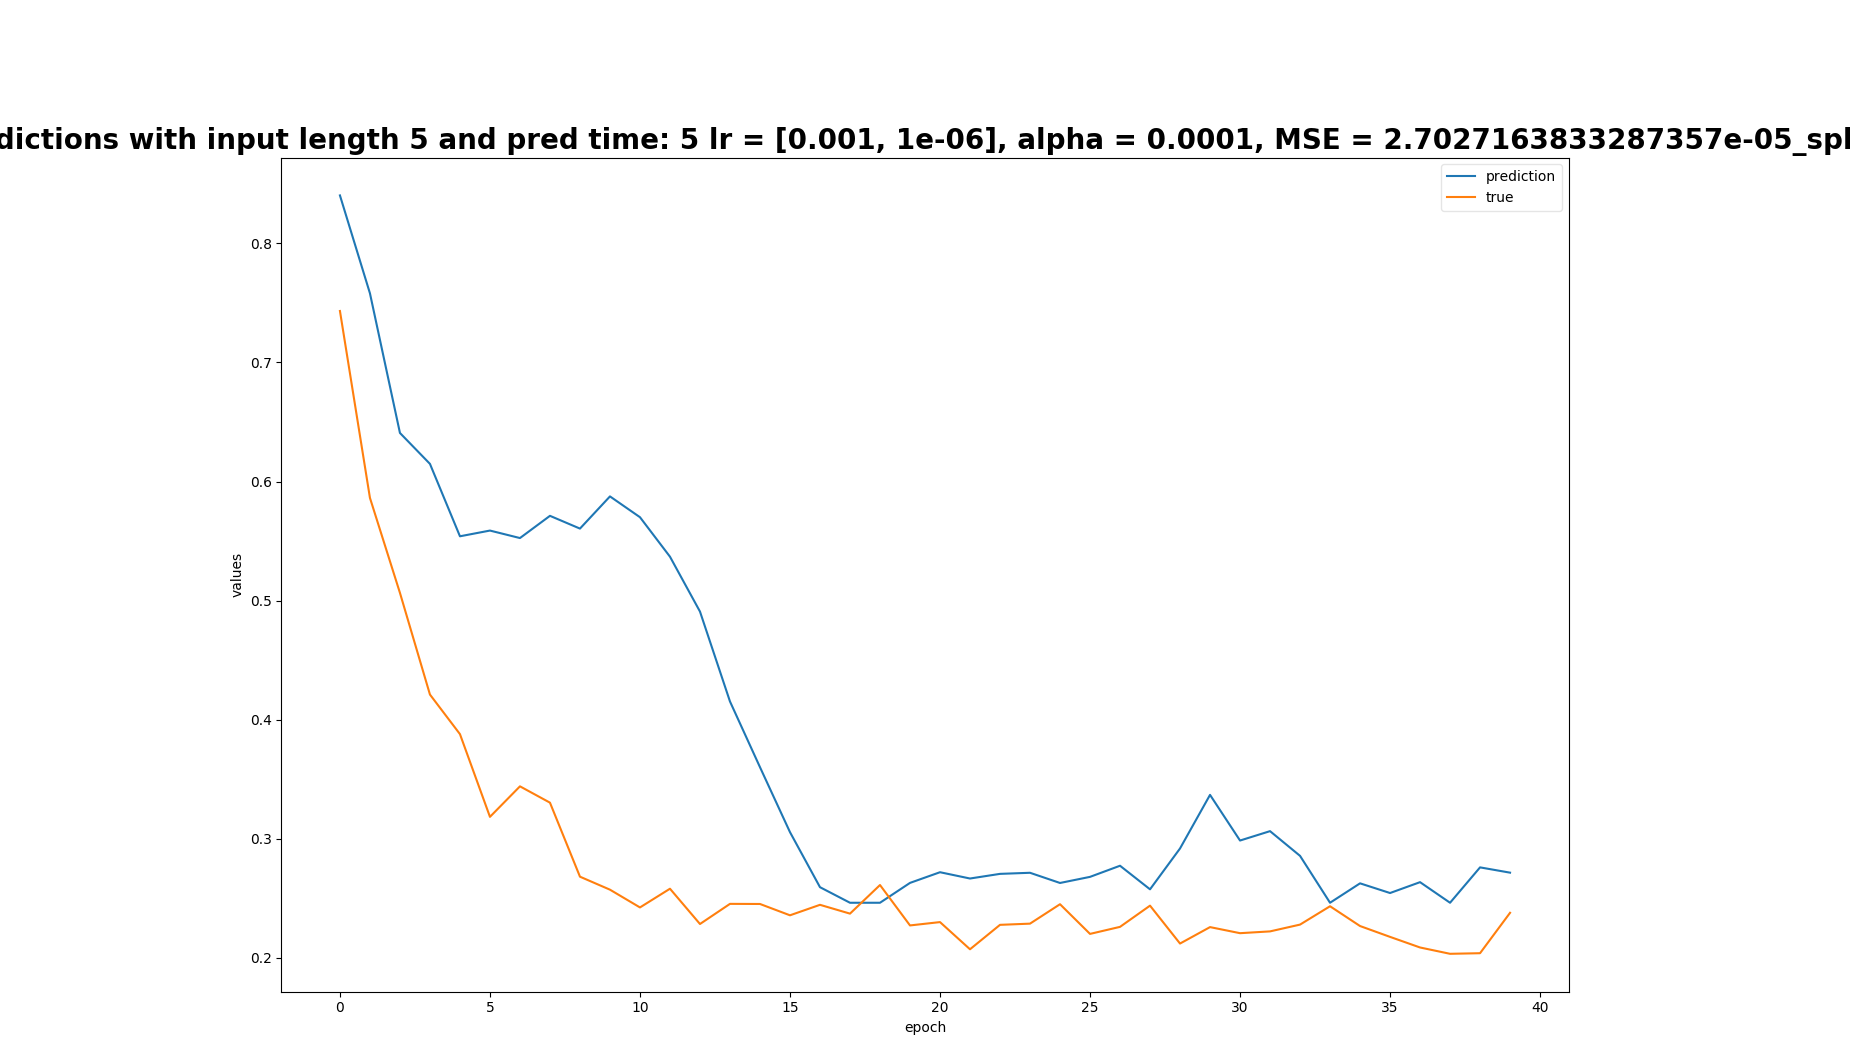 dictions with input length 5 and pred time: 5 lr = [0.001, 1e-06], alpha = 0.0001, MSE = 2.7027163833287357e-05_spl
prediction
true
0.8
0.7
0.6
0.5
0.4
0.3
0.2
values
0 5 10 15 20 25 30 35 40
epoch